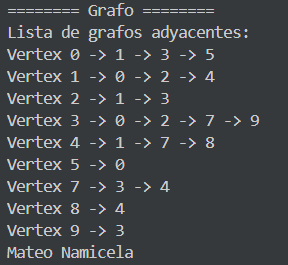 ======== Grafo ========
Lista de grafos adyacentes:
Vertex 0 -> 1 -> 3 -> 5
Vertex 1 -> 0 -> 2 -> 4
Vertex 2 -> 1 -> 3
Vertex 3 -> 0 -> 2 -> 7 -> 9
Vertex 4 -> 1 -> 7 -> 8
Vertex 5 -> 0
Vertex 7 -> 3 -> 4
Vertex 8 -> 4
Vertex 9 -> 3
Mateo Namicela